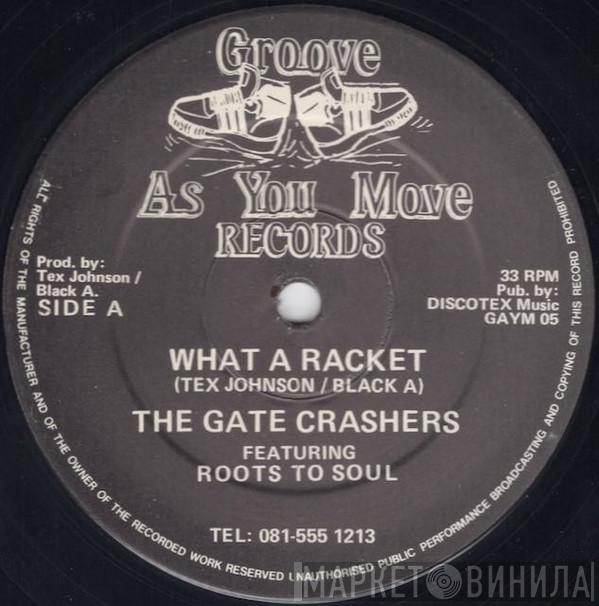 Groove
As You Move
RECORDS
Prod. by:
Tex Johnson /
Black A.
SIDE A
33 RPM
Pub. by:
DISCOTEX Music
GAYM 05
WHAT A RACKET
(TEX JOHNSON / BLACK A)
THE GATE CRASHERS
FEATURING
ROOTS TO SOUL
TEL: 081-555 1213
ALL RIGHTS OF THE MANUFACTURER AND OF THE OWNER OF THE RECORDED WORK RESERVED UNAUTHORISED PUBLIC PERFORMANCE BROADCASTING AND COPYING OF THIS RECORD PROHIBITED
МАРКЕТ ВИНИЛА